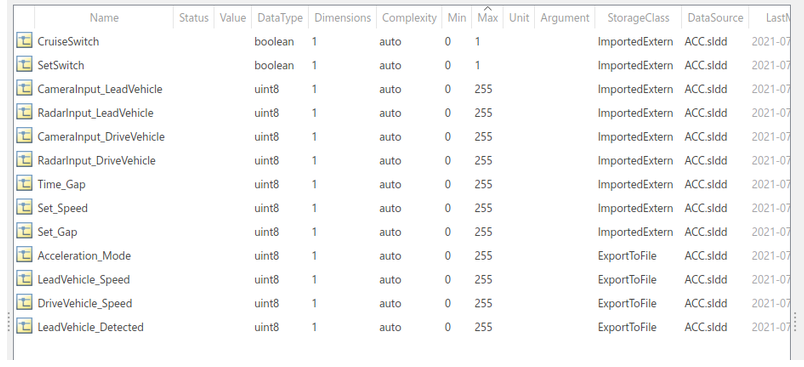 Name Status Value DataType Dimensions Complexity Min Max Unit Argument StorageClass DataSource LastM
CruiseSwitch boolean 1 auto 0 1 ImportedExtern ACC.sldd 2021-07
SetSwitch boolean 1 auto 0 1 ImportedExtern ACC.sldd 2021-07
CameraInput_LeadVehicle uint8 1 auto 0 255 ImportedExtern ACC.sldd 2021-07
RadarInput_LeadVehicle uint8 1 auto 0 255 ImportedExtern ACC.sldd 2021-07
CameraInput_DriveVehicle uint8 1 auto 0 255 ImportedExtern ACC.sldd 2021-07
RadarInput_DriveVehicle uint8 1 auto 0 255 ImportedExtern ACC.sldd 2021-07
Time_Gap uint8 1 auto 0 255 ImportedExtern ACC.sldd 2021-07
Set_Speed uint8 1 auto 0 255 ImportedExtern ACC.sldd 2021-07
Set_Gap uint8 1 auto 0 255 ImportedExtern ACC.sldd 2021-07
Acceleration_Mode uint8 1 auto 0 255 ExportToFile ACC.sldd 2021-07
LeadVehicle_Speed uint8 1 auto 0 255 ExportToFile ACC.sldd 2021-07
DriveVehicle_Speed uint8 1 auto 0 255 ExportToFile ACC.sldd 2021-07
LeadVehicle_Detected uint8 1 auto 0 255 ExportToFile ACC.sldd 2021-07